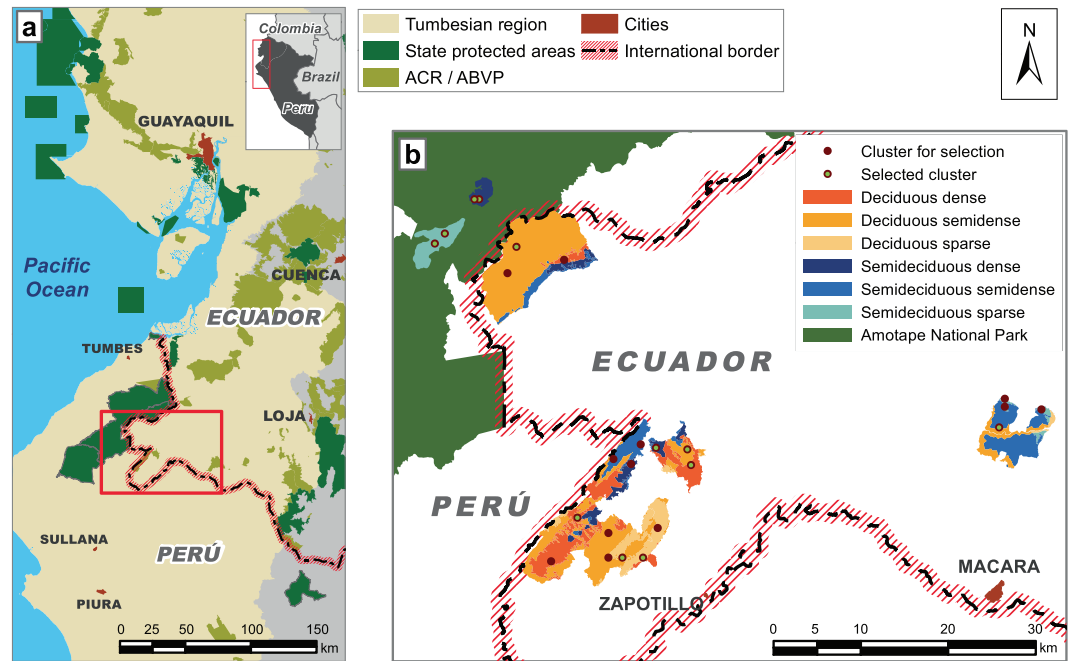 a
Colombia
Brazil
Peru
GUAYAQUIL
Pacific
Ocean
CUENCA
ECUADOR
TUMBES
LOJA
SULLANA
PERÚ
PIURA
0 25 50 100 150
km
Tumbesian region
State protected areas
ACR / ABVP
Cities
International border
N
b
Cluster for selection
Selected cluster
Deciduous dense
Deciduous semidense
Deciduous sparse
Semideciduous dense
Semideciduous semidense
Semideciduous sparse
Amotape National Park
ECUADOR
PERÚ
MACARA
ZAPOTILLO
0 5 10 20 30
km